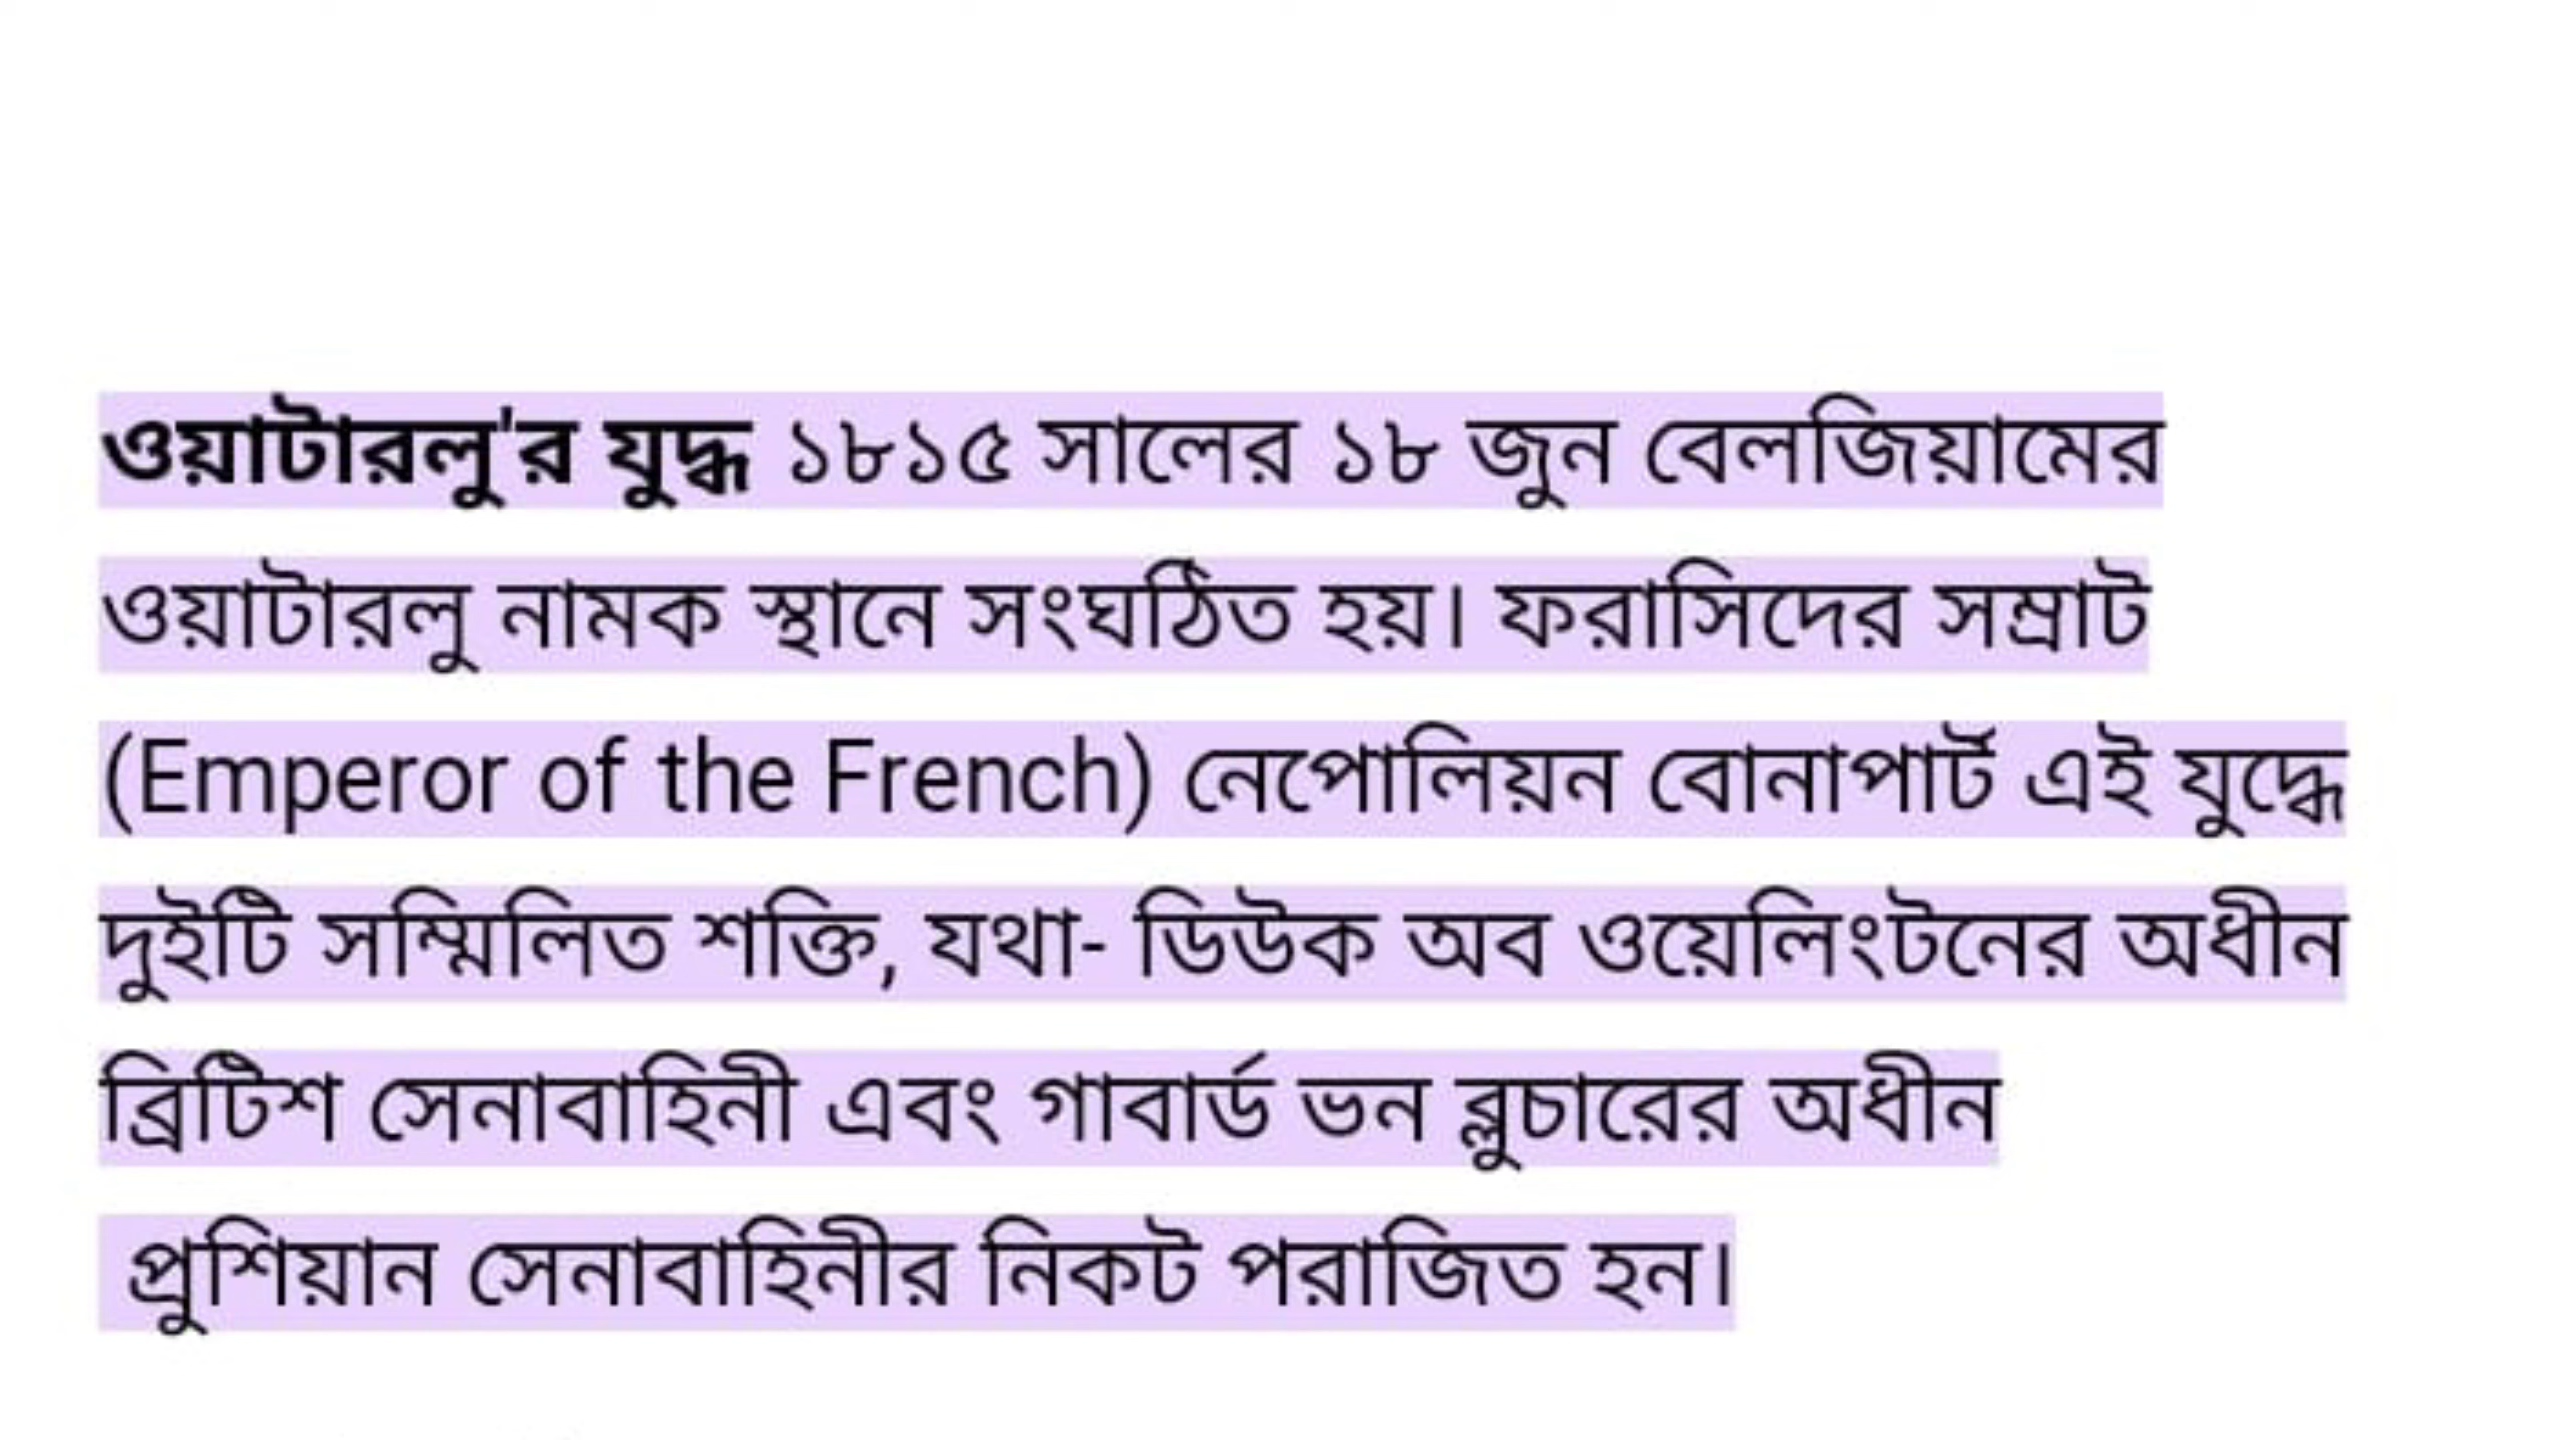 ওয়াটারলু'র যুদ্ধ ১৮১৫ সালের ১৮ জুন বেলজিয়ামের
ওয়াটারলু নামক স্থানে সংঘঠিত হয়। ফরাসিদের সম্রাট
(Emperor of the French) নেপোলিয়ন বোনাপার্ট এই যুদ্ধে
দুইটি সম্মিলিত শক্তি, যথা- ডিউক অব ওয়েলিংটনের অধীন
ব্রিটিশ সেনাবাহিনী এবং গাবার্ড ভন ব্লুচারের অধীন
প্রুশিয়ান সেনাবাহিনীর নিকট পরাজিত হন।